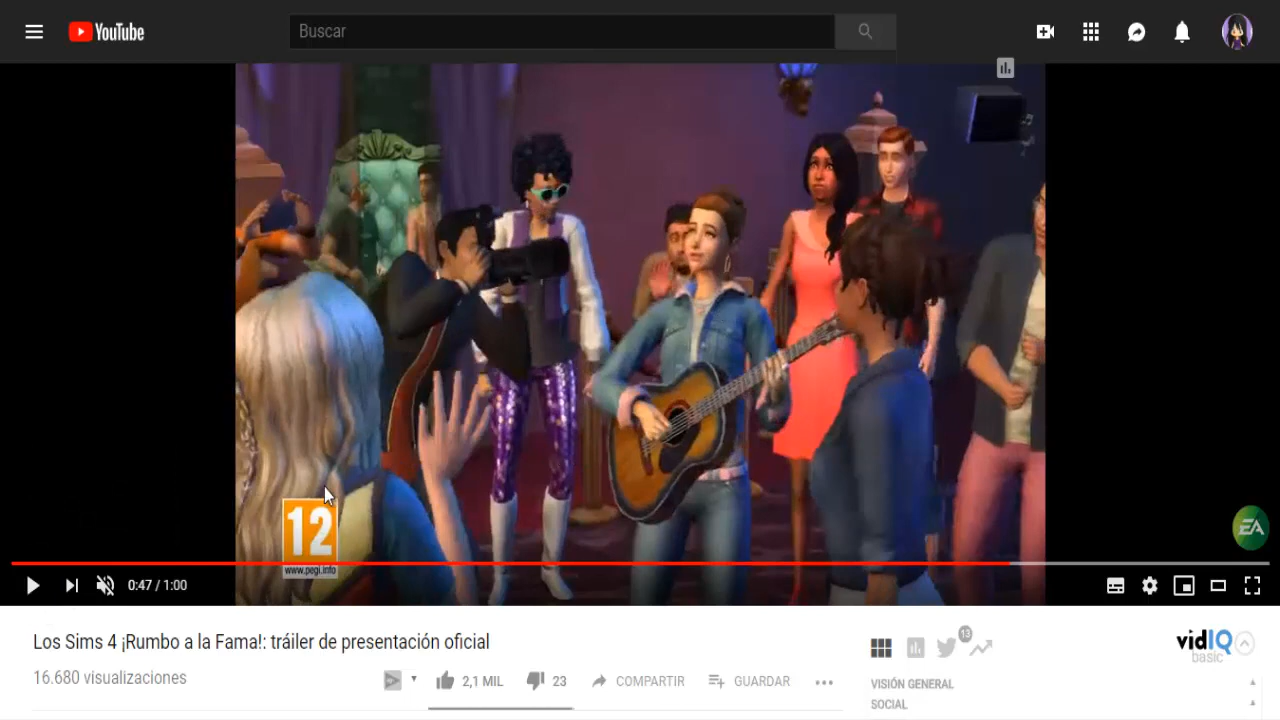 YouTube
Buscar
12
www.pegi.info
EA
0:47 / 1:00
Los Sims 4 ¡Rumbo a la Fama!: tráiler de presentación oficial
13
vidIQ
basic
16.680 visualizaciones
2,1 MIL
23
COMPARTIR
GUARDAR
VISIÓN GENERAL
SOCIAL